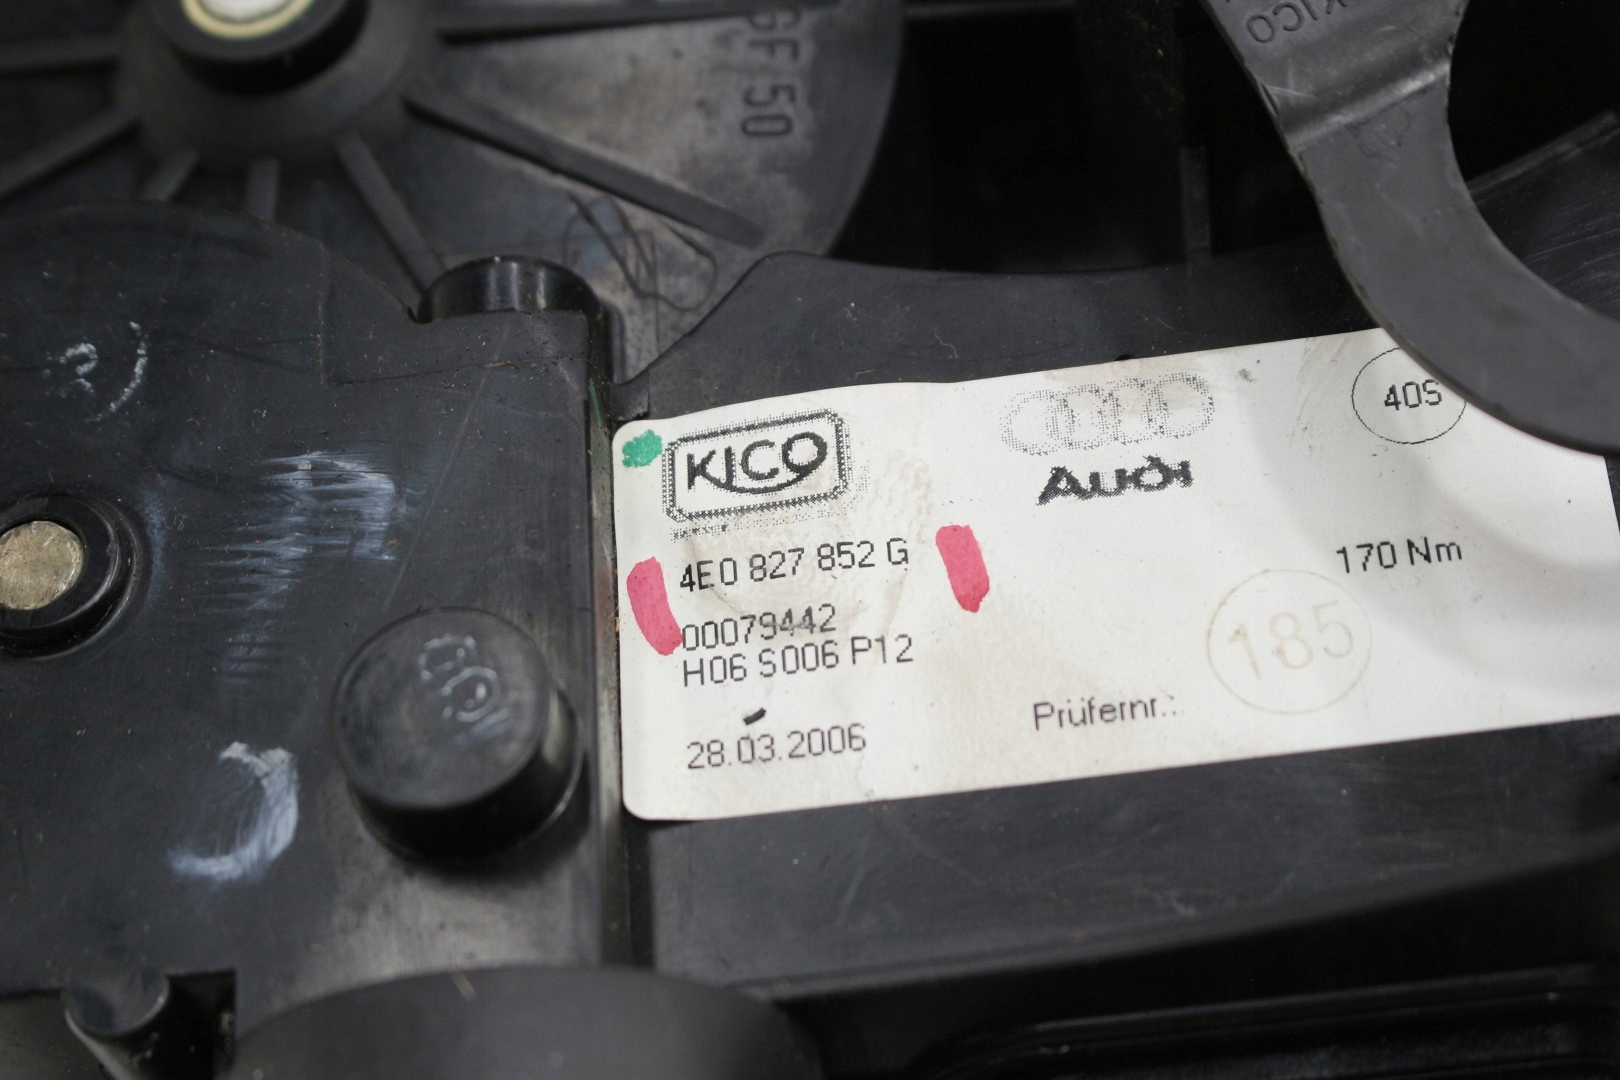 GF 50
KICO
KICO
Audi
40S
4E0 827 852 G
170 Nm
00079442
H06 S006 P12
185
Prüfernr.:
28.03.2006